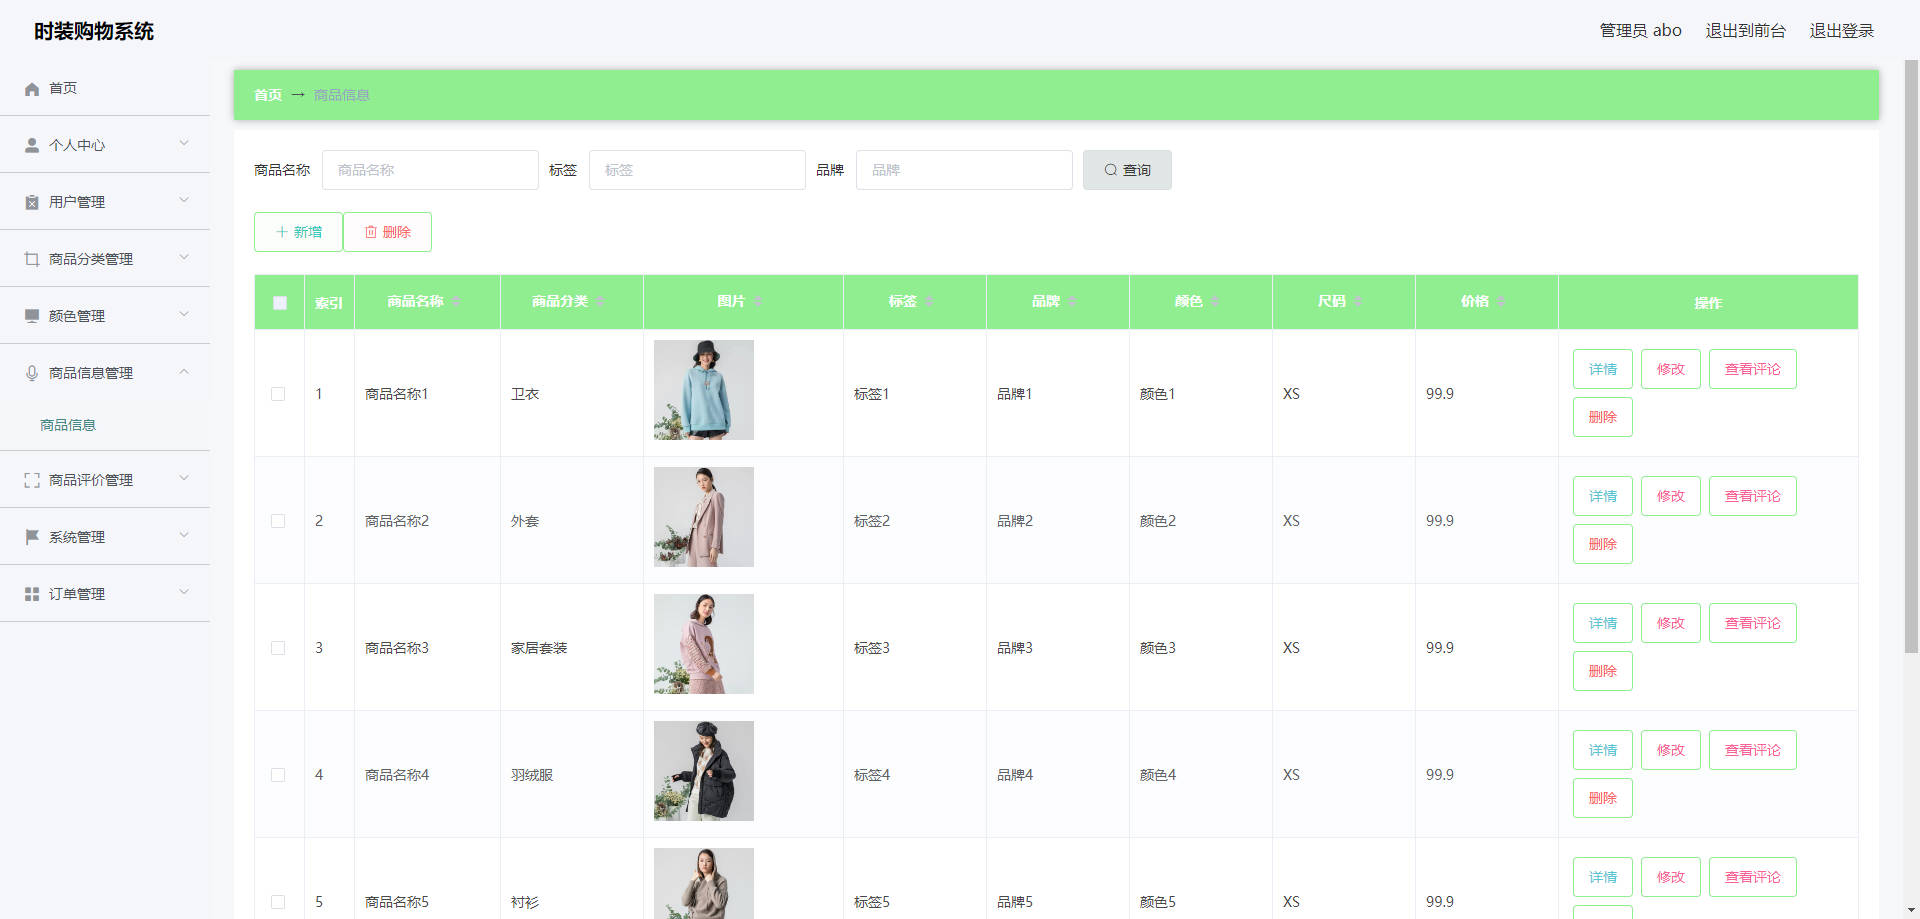 时装购物系统
管理员 abo 退出到前台 退出登录
首页
个人中心
用户管理
商品分类管理
颜色管理
商品信息管理
商品信息
商品评价管理
系统管理
订单管理
首页 → 商品信息
商品名称 商品名称 标签 标签 品牌 品牌 查询
新增 删除
索引 商品名称 商品分类 图片 标签 品牌 颜色 尺码 价格 操作
1 商品名称1 卫衣 标签1 品牌1 颜色1 XS 99.9 详情 修改 查看评论
删除
2 商品名称2 外套 标签2 品牌2 颜色2 XS 99.9 详情 修改 查看评论
删除
3 商品名称3 家居套装 标签3 品牌3 颜色3 XS 99.9 详情 修改 查看评论
删除
4 商品名称4 羽绒服 标签4 品牌4 颜色4 XS 99.9 详情 修改 查看评论
删除
5 商品名称5 衬衫 标签5 品牌5 颜色5 XS 99.9 详情 修改 查看评论